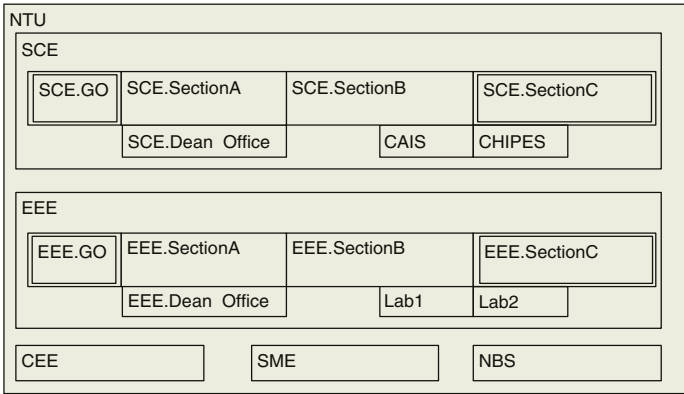 NTU
SCE
SCE.GO SCE.SectionA SCE.SectionB SCE.SectionC
SCE.Dean Office CAIS CHIPES
EEE
EEE.GO EEE.SectionA EEE.SectionB EEE.SectionC
EEE.Dean Office Lab1 Lab2
CEE SME NBS